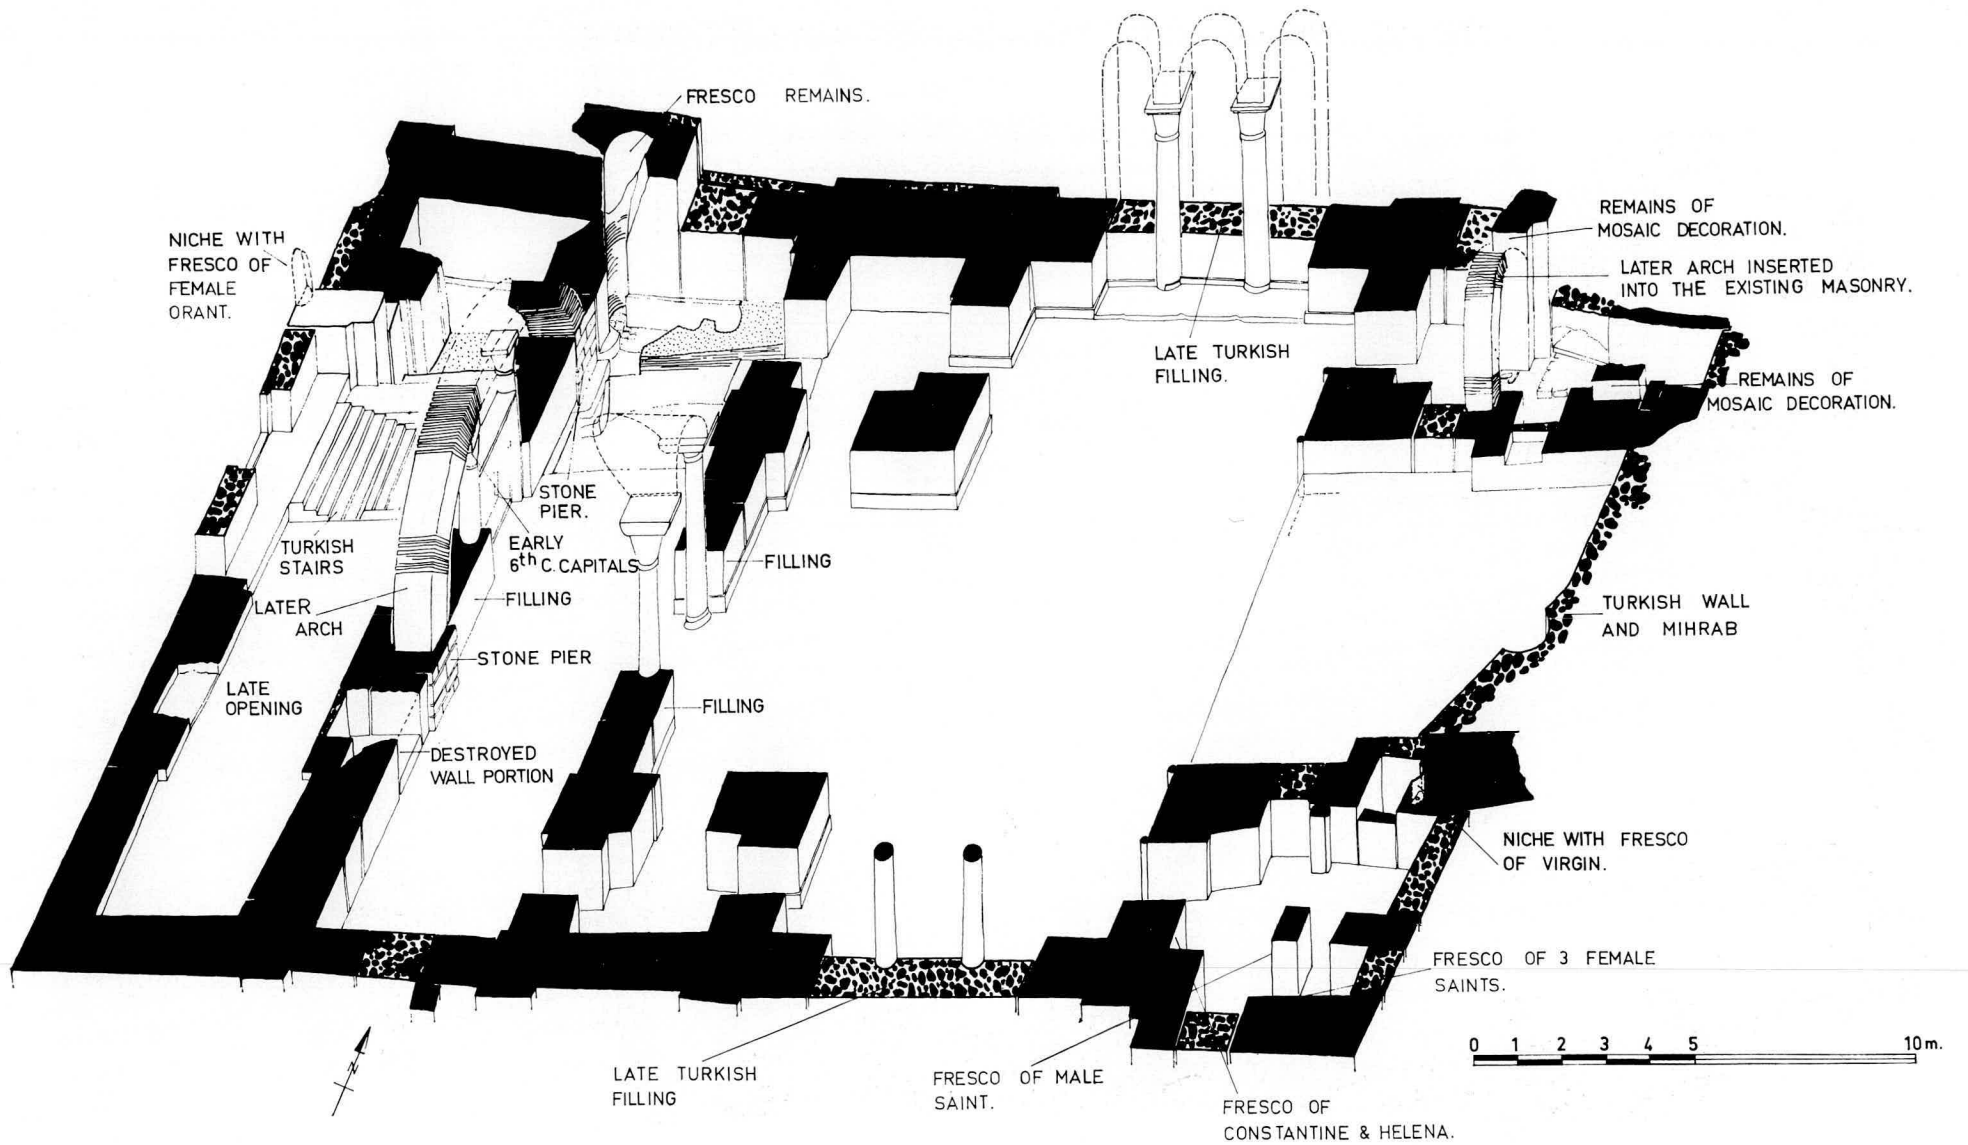 FRESCO REMAINS.
NICHE WITH
FRESCO OF
FEMALE
ORANT.
REMAINS OF
MOSAIC DECORATION.
LATER ARCH INSERTED
INTO THE EXISTING MASONRY.
LATE TURKISH
FILLING.
REMAINS OF
MOSAIC DECORATION.
STONE
PIER.
EARLY
6th C. CAPITALS
TURKISH
STAIRS
FILLING
FILLING
LATER
ARCH
TURKISH WALL
AND MIHRAB
STONE PIER
LATE
OPENING
FILLING
DESTROYED
WALL PORTION
NICHE WITH FRESCO
OF VIRGIN.
FRESCO OF 3 FEMALE
SAINTS.
N
0 1 2 3 4 5 10 m.
LATE TURKISH
FILLING
FRESCO OF MALE
SAINT.
FRESCO OF
CONSTANTINE & HELENA.